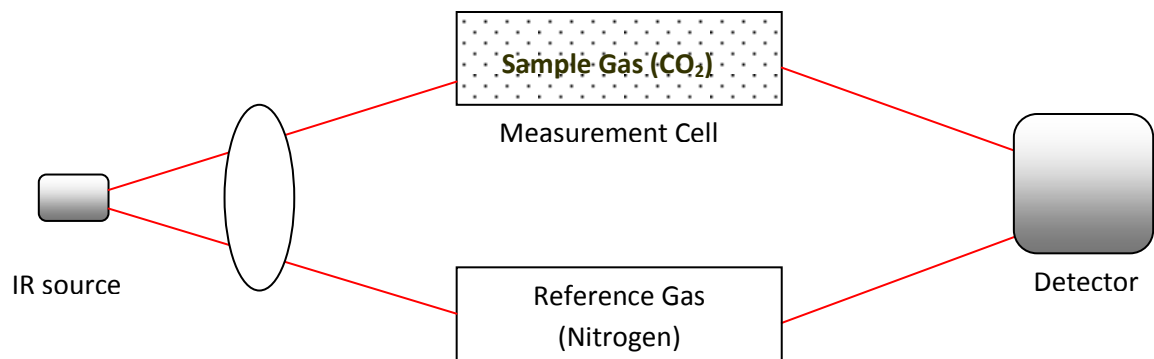 Sample Gas (CO₂)
Measurement Cell
IR source
Reference Gas
(Nitrogen)
Detector